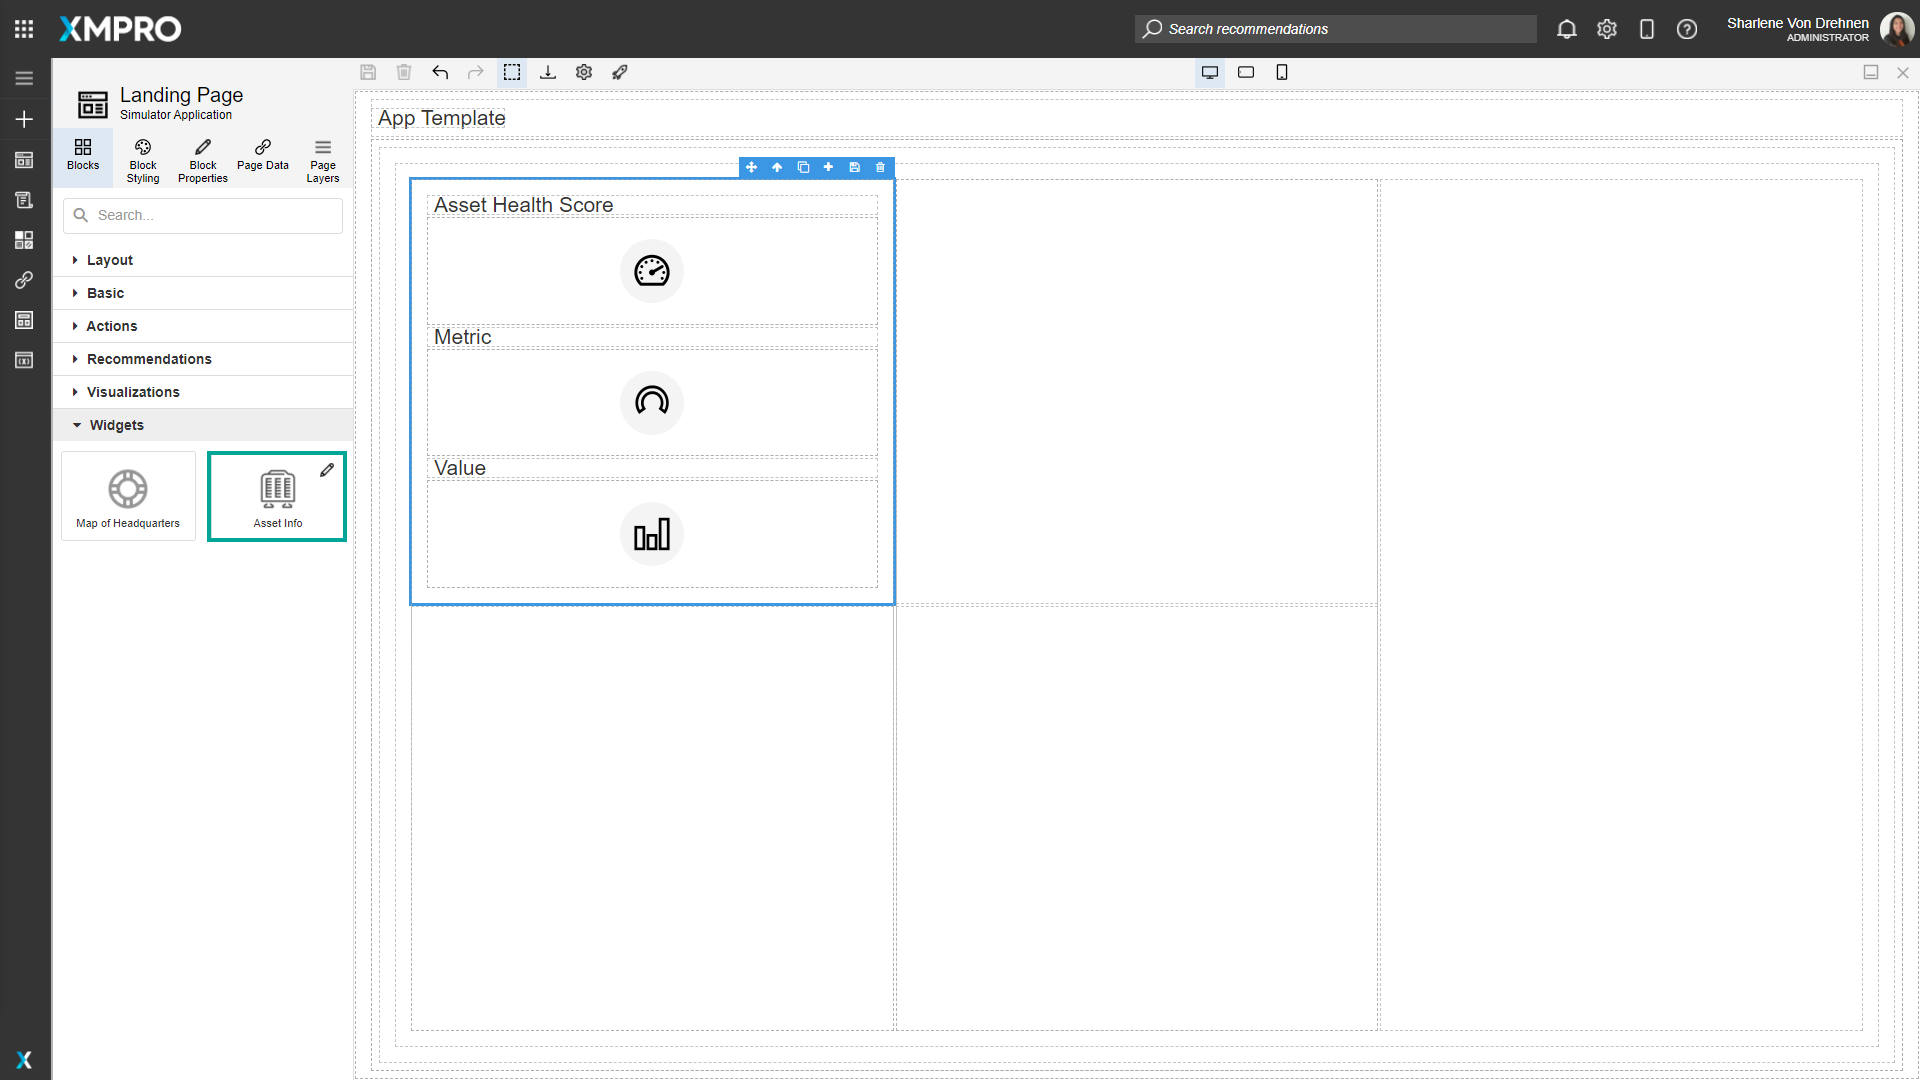 XMPRO
Search recommendations
Sharlene Von Drehnen
ADMINISTRATOR
Landing Page
Simulator Application
Blocks
Block Styling
Block Properties
Page Data
Page Layers
Search...
Layout
Basic
Actions
Recommendations
Visualizations
Widgets
Map of Headquarters
Asset Info
App Template
Asset Health Score
Metric
Value